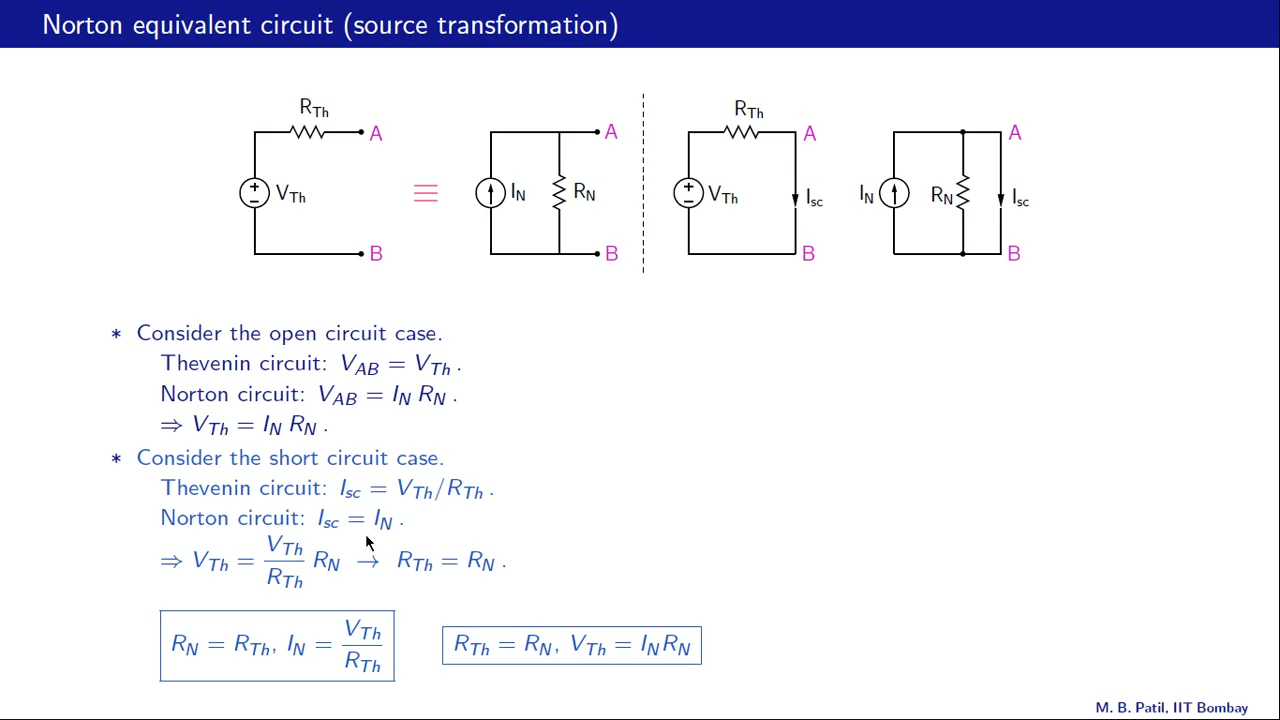 Norton equivalent circuit (source transformation)
R_Th
A
V_Th
B
≡
A
I_N
R_N
B
R_Th
A
V_Th
I_sc
B
A
I_N
R_N
I_sc
B
* Consider the open circuit case.
Thevenin circuit: V_AB = V_Th .
Norton circuit: V_AB = I_N R_N .
⇒ V_Th = I_N R_N .
* Consider the short circuit case.
Thevenin circuit: I_sc = V_Th/R_Th .
Norton circuit: I_sc = I_N .
⇒ V_Th = V_Th/R_Th R_N → R_Th = R_N .
R_N = R_Th, I_N = V_Th/R_Th
R_Th = R_N, V_Th = I_N R_N
M. B. Patil, IIT Bombay